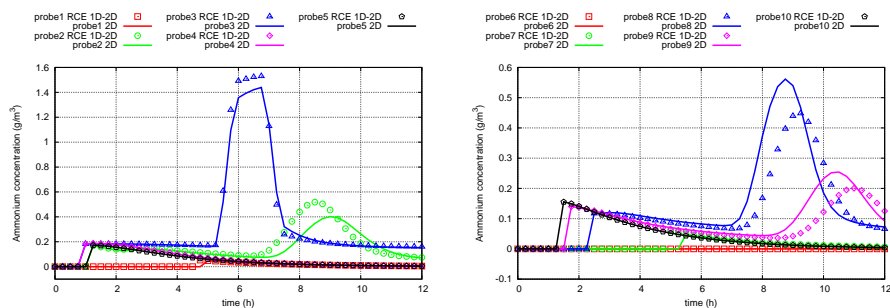 probe1 RCE 1D-2D
probe1 2D
probe2 RCE 1D-2D
probe2 2D
probe3 RCE 1D-2D
probe3 2D
probe4 RCE 1D-2D
probe4 2D
probe5 RCE 1D-2D
probe5 2D
Ammonium concentration (g/m³)
1.6
1.4
1.2
1
0.8
0.6
0.4
0.2
0
-0.1
0 2 4 6 8 10 12
time (h)
probe6 RCE 1D-2D
probe6 2D
probe7 RCE 1D-2D
probe7 2D
probe8 RCE 1D-2D
probe8 2D
probe9 RCE 1D-2D
probe9 2D
probe10 RCE 1D-2D
probe10 2D
Ammonium concentration (g/m³)
0.6
0.5
0.4
0.3
0.2
0.1
0
-0.1
0 2 4 6 8 10 12
time (h)